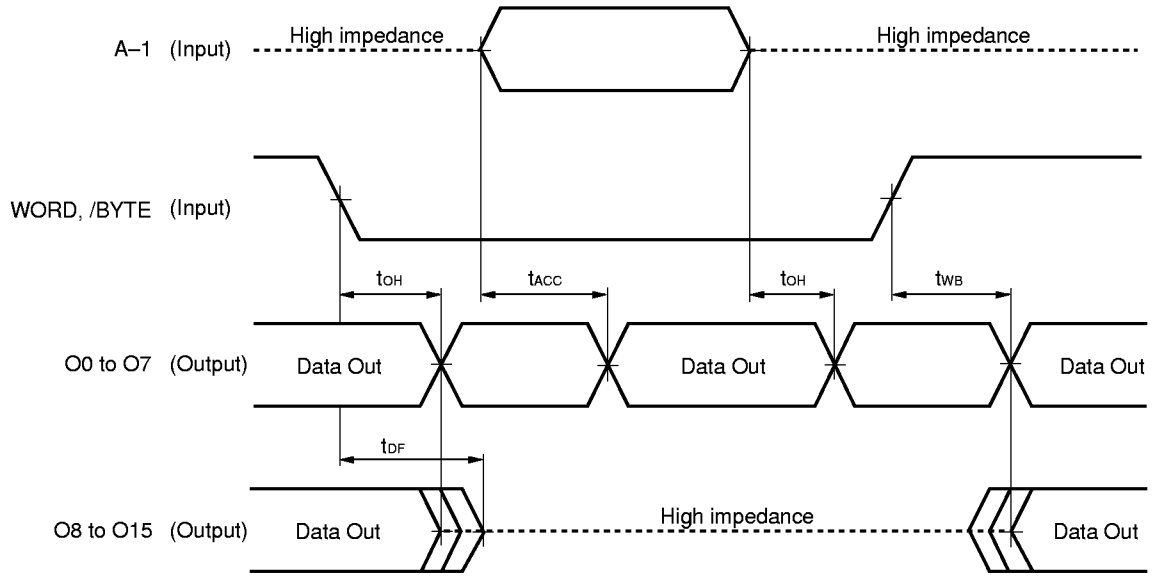 High impedance
High impedance
A–1 (Input)
WORD, /BYTE (Input)
tOH
tACC
tOH
tWB
O0 to O7 (Output)
Data Out
Data Out
Data Out
tDF
High impedance
O8 to O15 (Output)
Data Out
Data Out